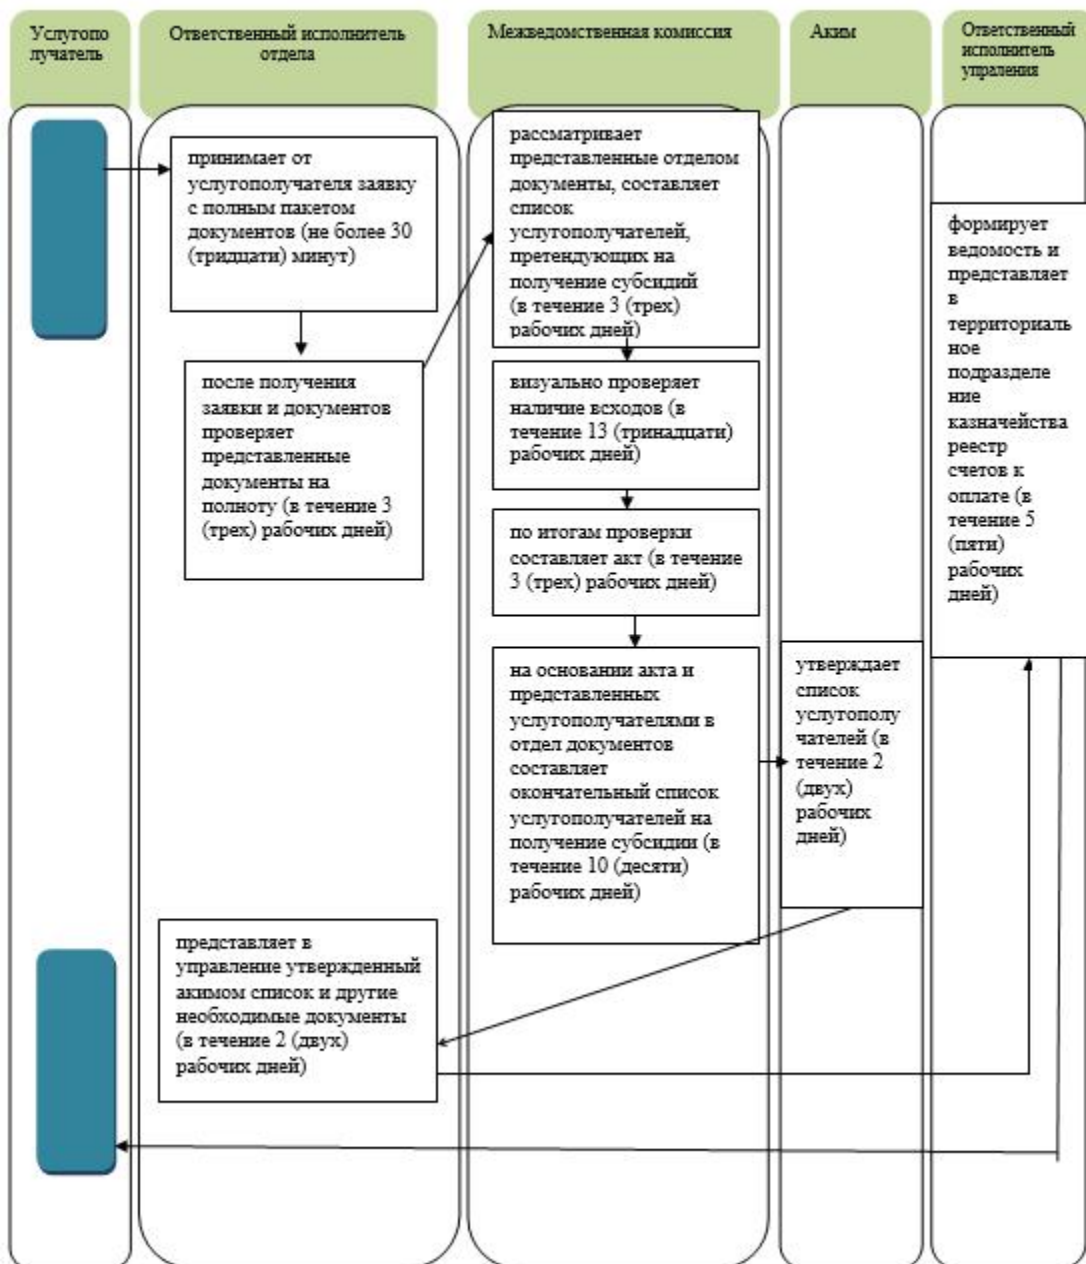 Услугопо
лучатель
Ответственный исполнитель
отдела
Межведомственная комиссия
Аким
Ответственный
исполнитель
упраления
принимает от
услугополучателя заявку
с полным пакетом
документов (не более 30
(тридцати) минут)
после получения
заявки и документов
проверяет
представленные
документы на
полноту (в течение 3
(трех) рабочих дней)
рассматривает
представленные отделом
документы, составляет
список
услугополучателей,
претендующих на
получение субсидий
(в течение 3 (трех)
рабочих дней)
визуально проверяет
наличие всходов (в
течение 13 (тринадцати)
рабочих дней)
по итогам проверки
составляет акт (в течение
3 (трех) рабочих дней)
на основании акта и
представленных
услугополучателями в
отдел документов
составляет
окончательный список
услугополучателей на
получение субсидии (в
течение 10 (десяти)
рабочих дней)
утверждает
список
услугополу
чателей (в
течение 2
(двух)
рабочих
дней)
представляет в
управление утвержденный
акимом список и другие
необходимые документы
(в течение 2 (двух)
рабочих дней)
формирует
ведомость и
представляет
в
территориаль
ное
подразделе
ние
казначейства
реестр
счетов к
оплате (в
течение 5
(пяти)
рабочих
дней)